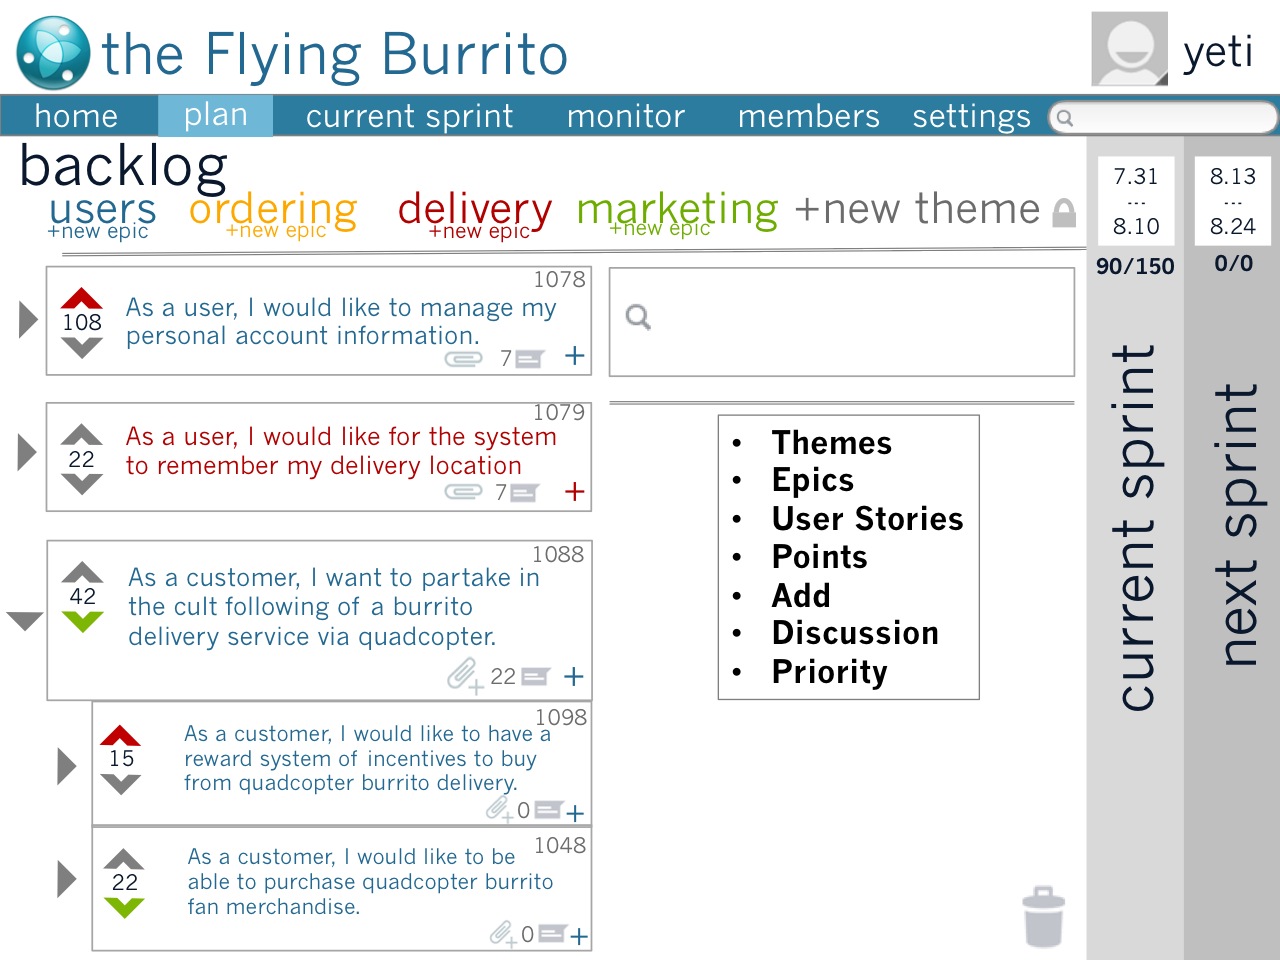 the Flying Burrito
yeti
home plan current sprint monitor members settings
backlog
users ordering delivery marketing +new theme
+new epic +new epic +new epic +new epic
7.31
...
8.10
90/150
8.13
...
8.24
0/0
1078
108
As a user, I would like to manage my
personal account information.
7 +
1079
22
As a user, I would like for the system
to remember my delivery location
7 +
1088
42
As a customer, I want to partake in
the cult following of a burrito
delivery service via quadcopter.
22 +
1098
15
As a customer, I would like to have a
reward system of incentives to buy
from quadcopter burrito delivery.
0 +
1048
22
As a customer, I would like to be
able to purchase quadcopter burrito
fan merchandise.
0 +
• Themes
• Epics
• User Stories
• Points
• Add
• Discussion
• Priority
current sprint
next sprint